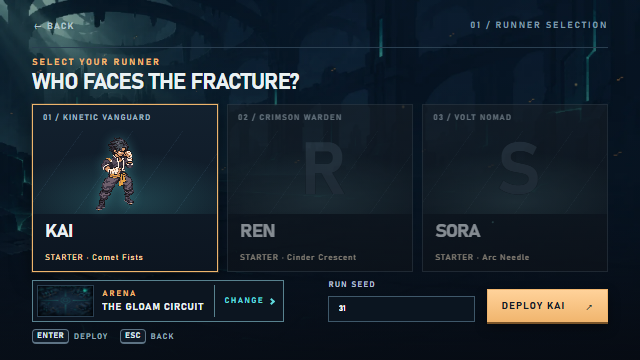 ← BACK
01 / RUNNER SELECTION
SELECT YOUR RUNNER
WHO FACES THE FRACTURE?
01 / KINETIC VANGUARD
KAI
STARTER · Comet Fists
02 / CRIMSON WARDEN
R
REN
STARTER · Cinder Crescent
03 / VOLT NOMAD
S
SORA
STARTER · Arc Needle
ARENA
THE GLOAM CIRCUIT
CHANGE >
RUN SEED
31
DEPLOY KAI ↗
ENTER DEPLOY ESC BACK